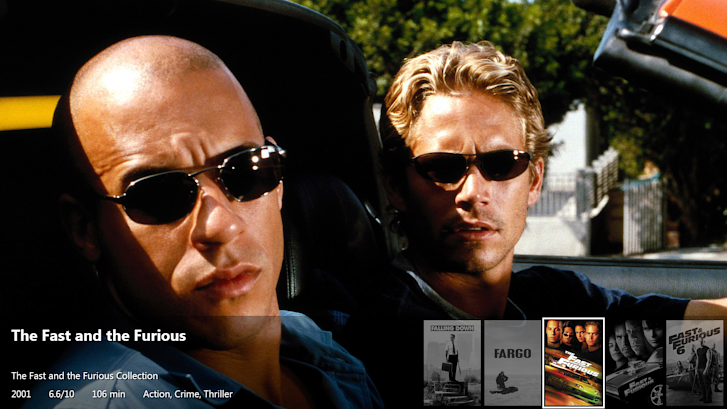 The Fast and the Furious
The Fast and the Furious Collection
2001 6.6/10 106 min Action, Crime, Thriller
FALLING DOWN
FARGO
FAST &
FURIOUS
6